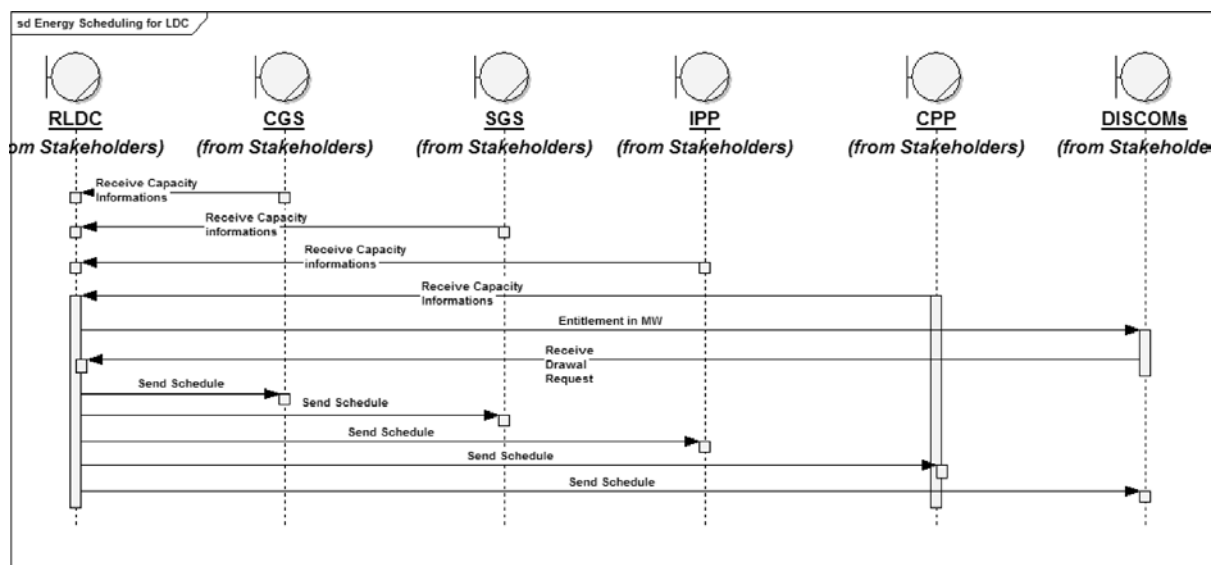 sd Energy Scheduling for LDC
RLDC
CGS
SGS
IPP
CPP
DISCOMs
om Stakeholders)
(from Stakeholders)
(from Stakeholders)
(from Stakeholders)
(from Stakeholders)
(from Stakeholde
Receive Capacity
Informations
Receive Capacity
informations
Receive Capacity
informations
Receive Capacity
Informations
Entitlement in MW
Receive
Drawal
Request
Send Schedule
Send Schedule
Send Schedule
Send Schedule
Send Schedule